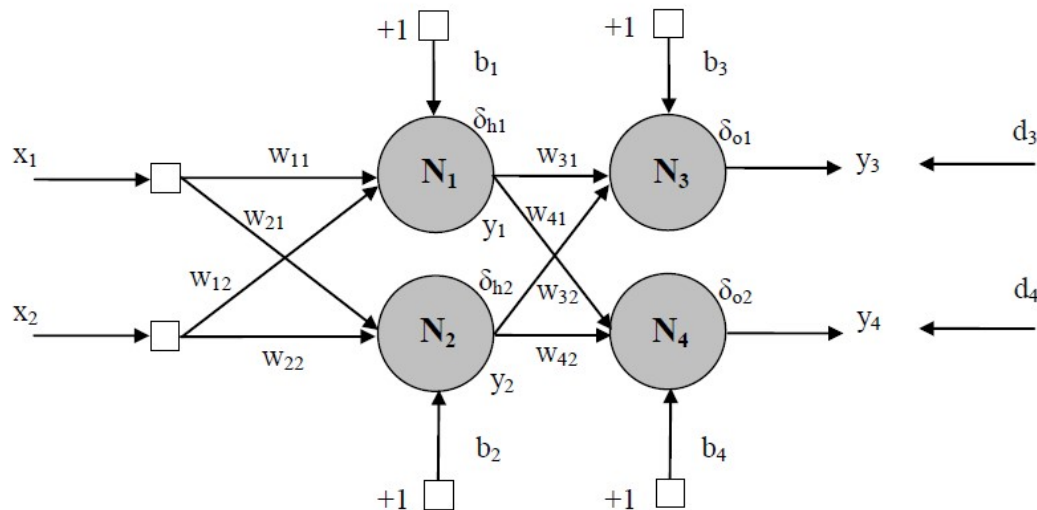 +1
+1
b₁
b₃
δₕ₁
δₒ₁
d₃
x₁
w₁₁
N₁
w₃₁
N₃
y₃
w₂₁
w₄₁
y₁
w₁₂
δₕ₂
w₃₂
δₒ₂
d₄
x₂
N₂
N₄
y₄
w₂₂
w₄₂
y₂
b₂
b₄
+1
+1